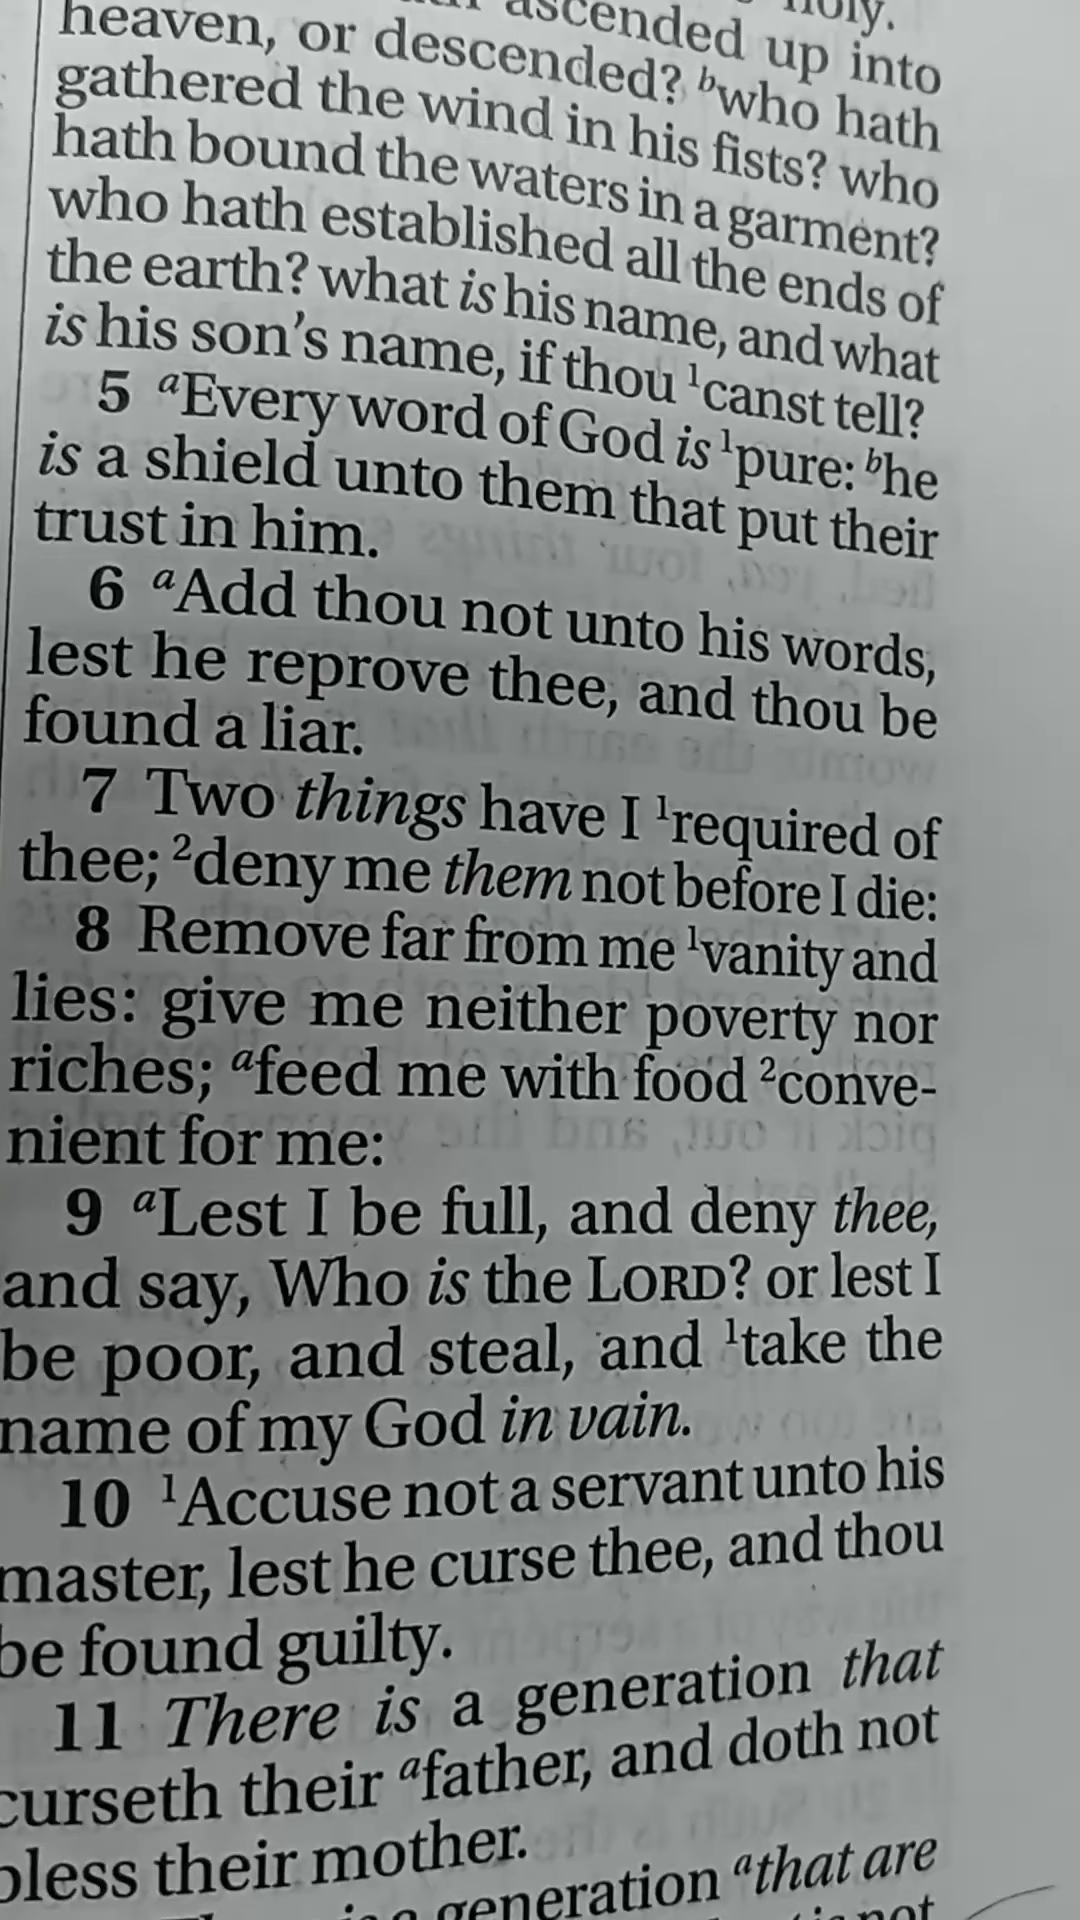 ascended up into
heaven, or descended? ᵇwho hath
gathered the wind in his fists? who
hath bound the waters in a garment?
who hath established all the ends of
the earth? what is his name, and what
is his son's name, if thou ¹canst tell?
5 ᵃEvery word of God is ¹pure: ᵇhe
is a shield unto them that put their
trust in him.
6 ᵃAdd thou not unto his words,
lest he reprove thee, and thou be
found a liar.
7 Two things have I ¹required of
thee; ²deny me them not before I die:
8 Remove far from me ¹vanity and
lies: give me neither poverty nor
riches; ᵃfeed me with food ²conve-
nient for me:
9 ᵃLest I be full, and deny thee,
and say, Who is the LORD? or lest I
be poor, and steal, and ¹take the
name of my God in vain.
10 ¹Accuse not a servant unto his
master, lest he curse thee, and thou
be found guilty.
11 There is a generation that
curseth their ᵃfather, and doth not
bless their mother.
generation ᵃthat are
not